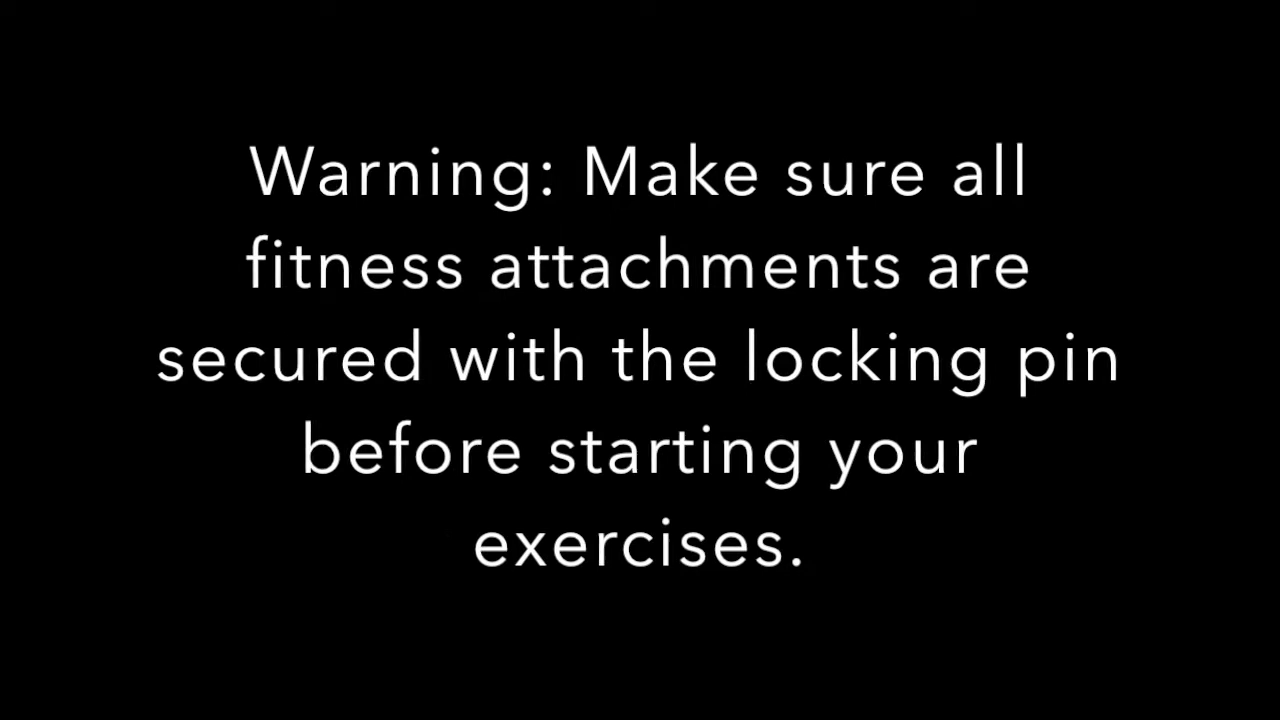 Warning: Make sure all
fitness attachments are
secured with the locking pin
before starting your
exercises.